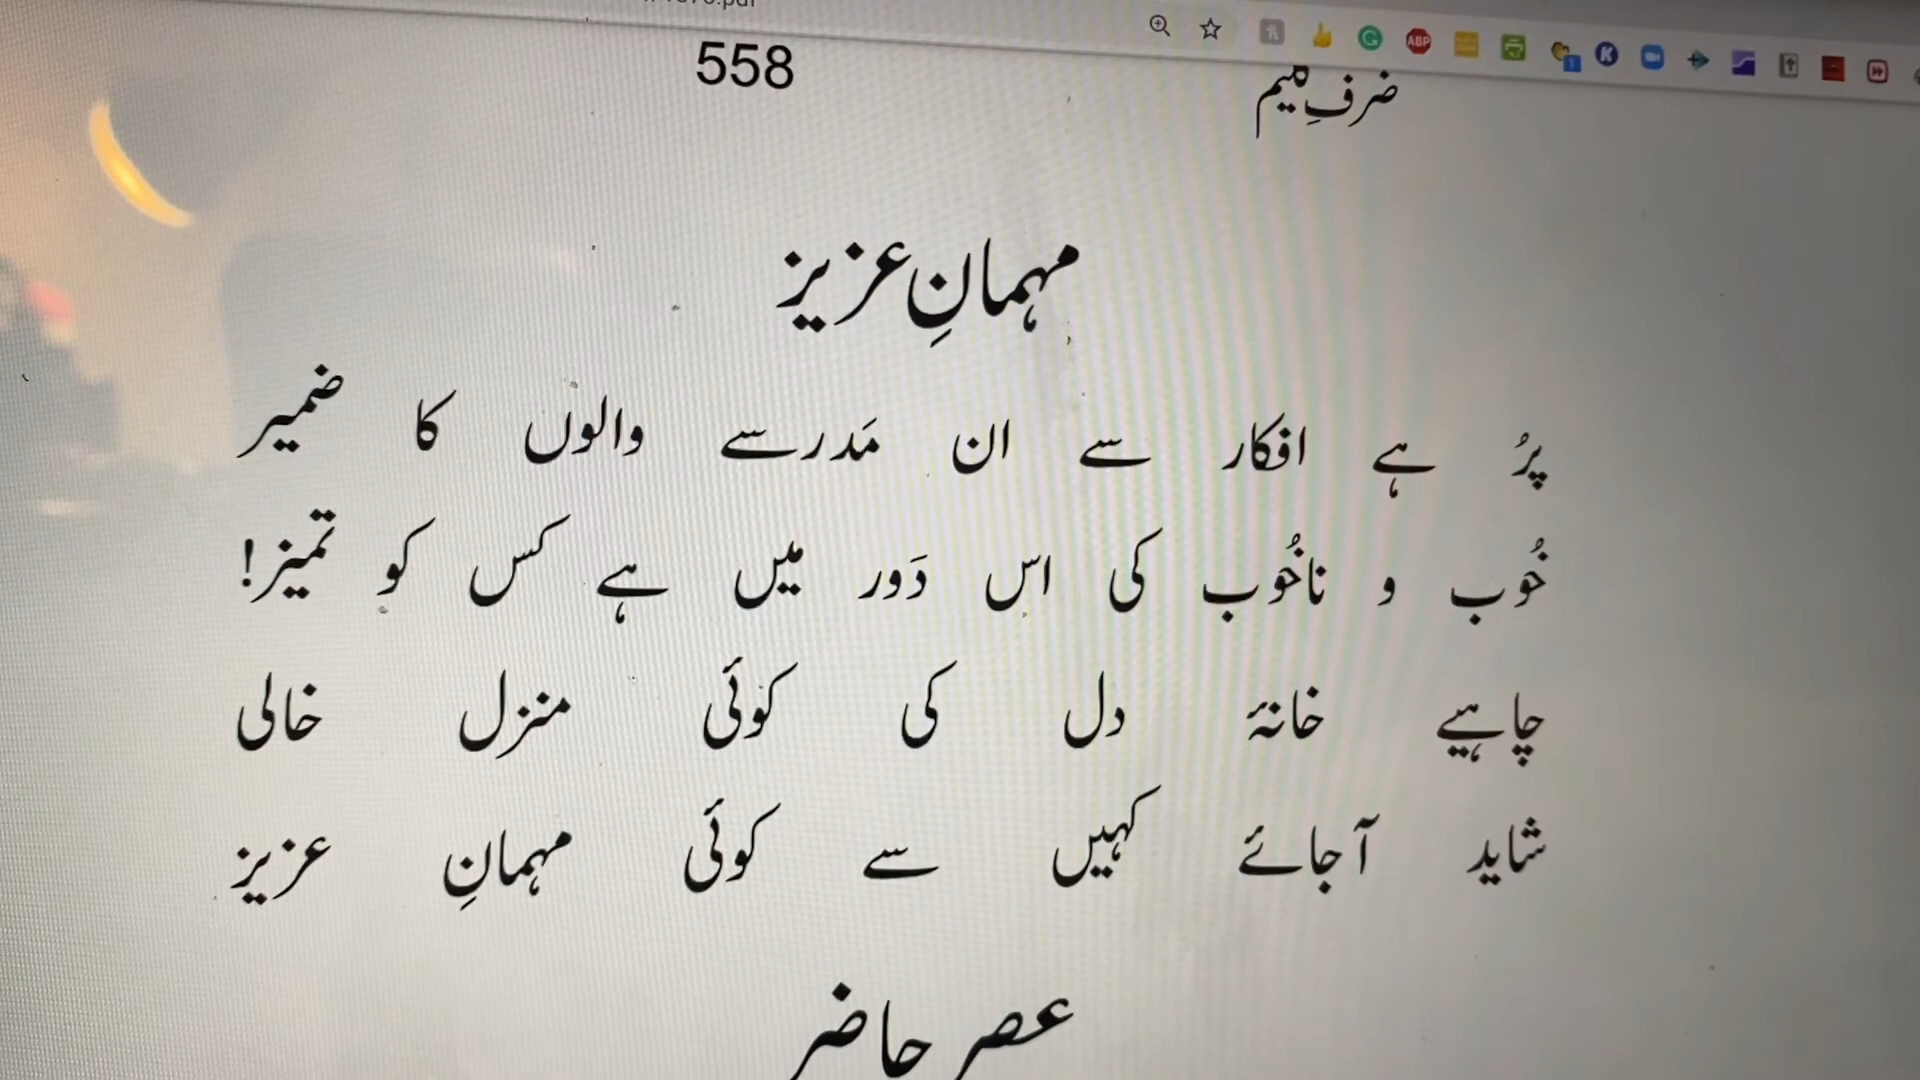 558
ضربِ کلیم
مہمانِ عزیز
پُر ہے افکار سے ان مَدرسے والوں کا ضمیر
خُوب و ناخُوب کی اس دَور میں ہے کس کو تمیز!
چاہیے خانۂ دل کی کوئی منزل خالی
شاید آجائے کہیں سے کوئی مہمانِ عزیز
عصرِ حاضر